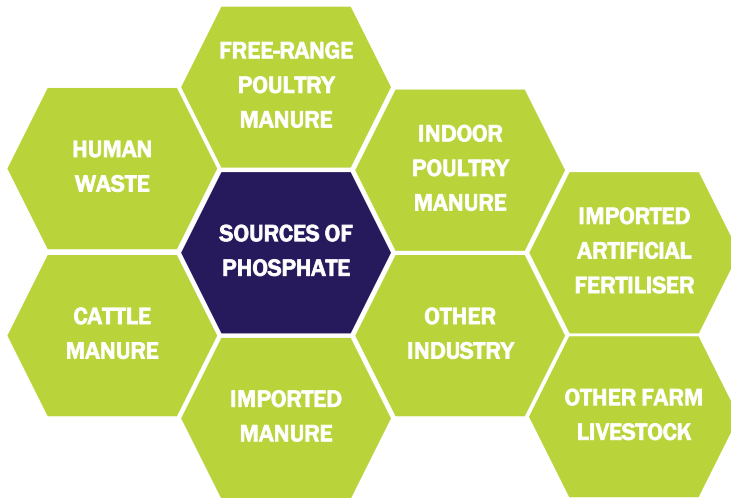 FREE-RANGE
POULTRY
MANURE
HUMAN
WASTE
INDOOR
POULTRY
MANURE
SOURCES OF
PHOSPHATE
IMPORTED
ARTIFICIAL
FERTILISER
CATTLE
MANURE
OTHER
INDUSTRY
IMPORTED
MANURE
OTHER FARM
LIVESTOCK